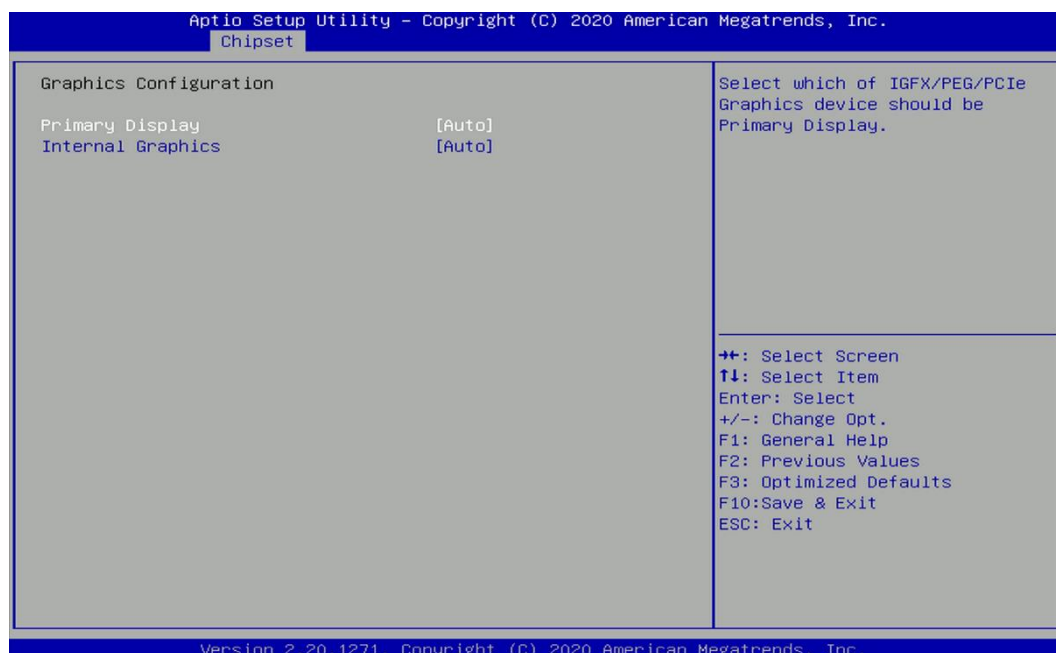 Aptio Setup Utility – Copyright (C) 2020 American Megatrends, Inc.
Chipset
Graphics Configuration
Primary Display [Auto]
Internal Graphics [Auto]
Select which of IGFX/PEG/PCIe
Graphics device should be
Primary Display.
→←: Select Screen
↑↓: Select Item
Enter: Select
+/-: Change Opt.
F1: General Help
F2: Previous Values
F3: Optimized Defaults
F10:Save & Exit
ESC: Exit
Version 2.20.1271. Copyright (C) 2020 American Megatrends, Inc.